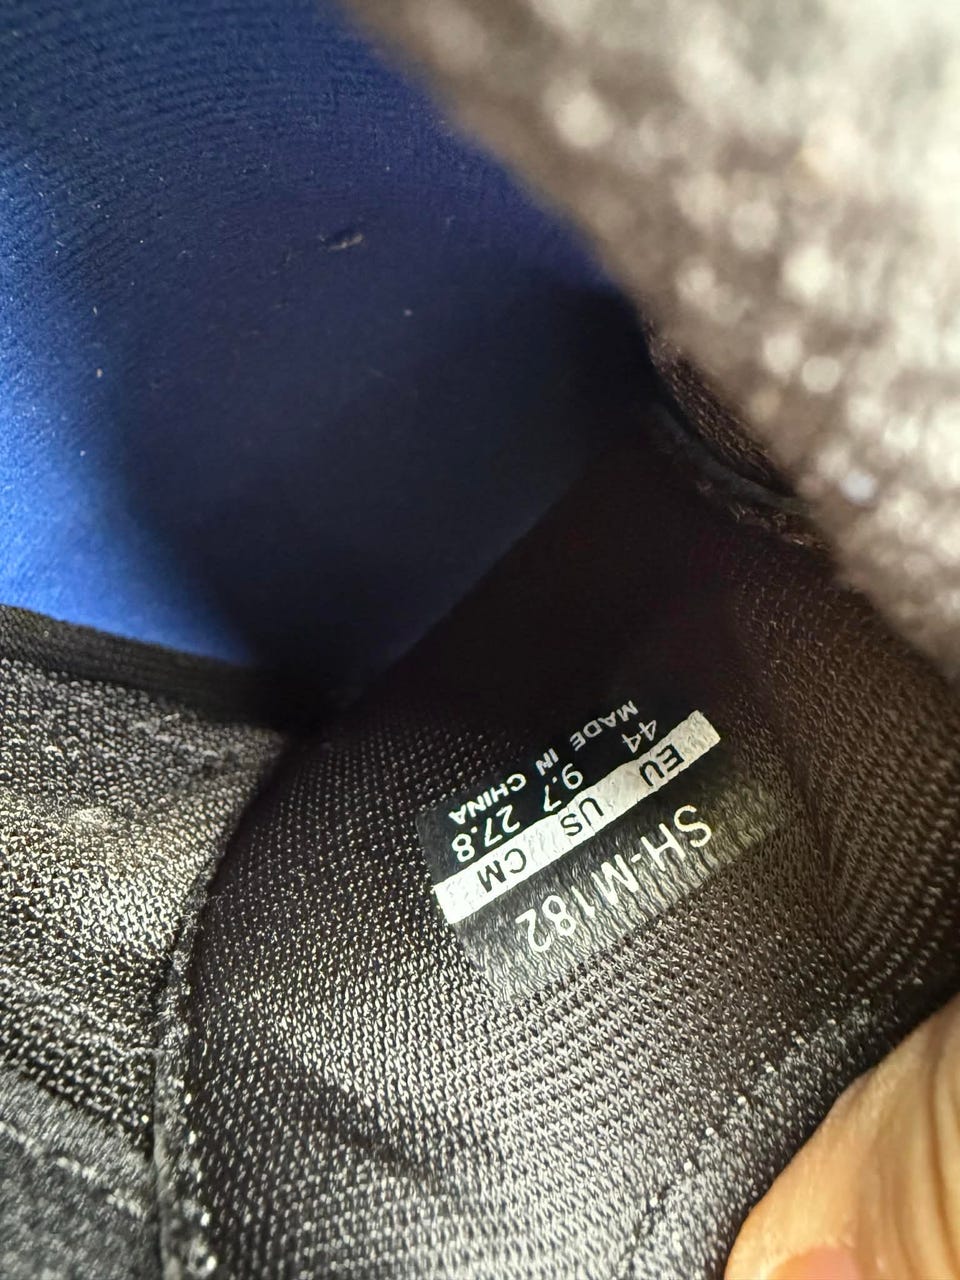 SH-M182
EU US CM
44 9.7 27.8
MADE IN CHINA